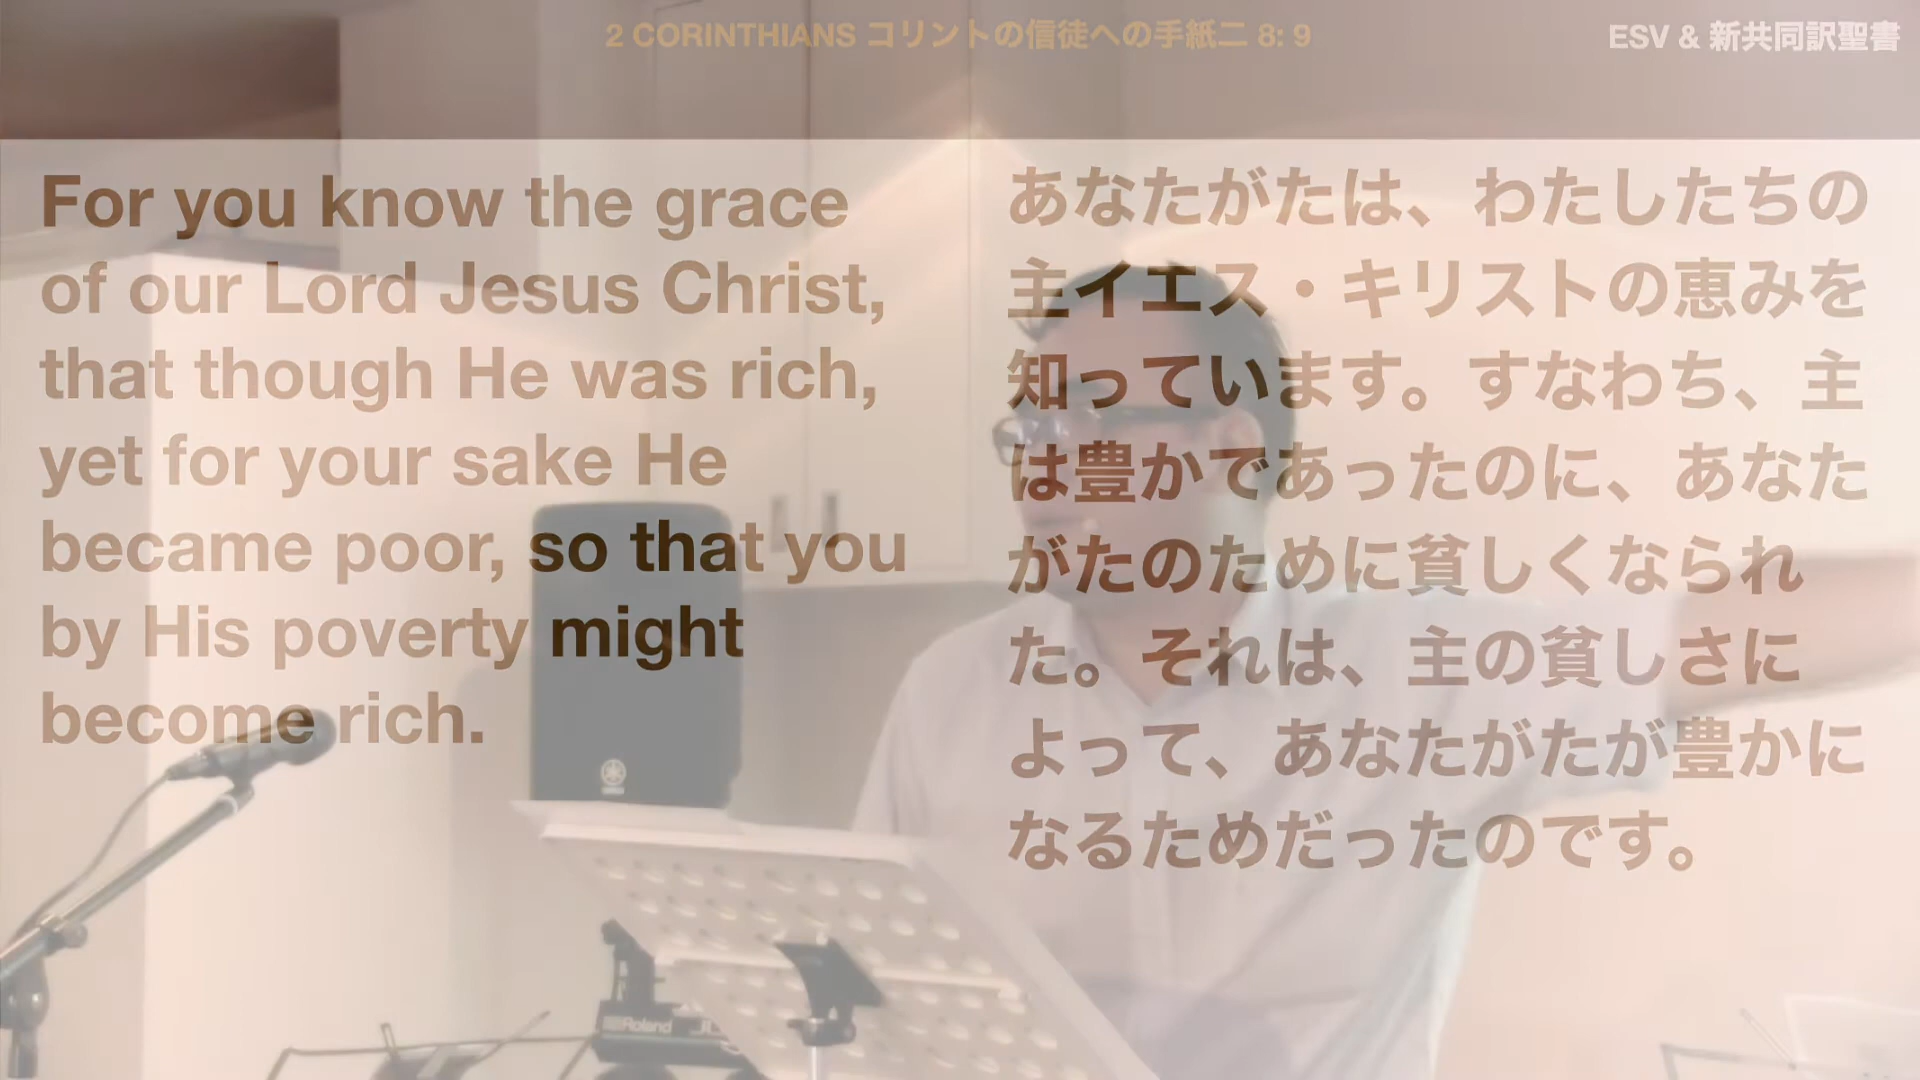 2 CORINTHIANS コリントの信徒への手紙二 8: 9
ESV & 新共同訳聖書
For you know the grace
of our Lord Jesus Christ,
that though He was rich,
yet for your sake He
became poor, so that you
by His poverty might
become rich.
あなたがたは、わたしたちの
主イエス・キリストの恵みを
知っています。すなわち、主
は豊かであったのに、あなた
がたのために貧しくなられ
た。それは、主の貧しさに
よって、あなたがたが豊かに
なるためだったのです。
Roland